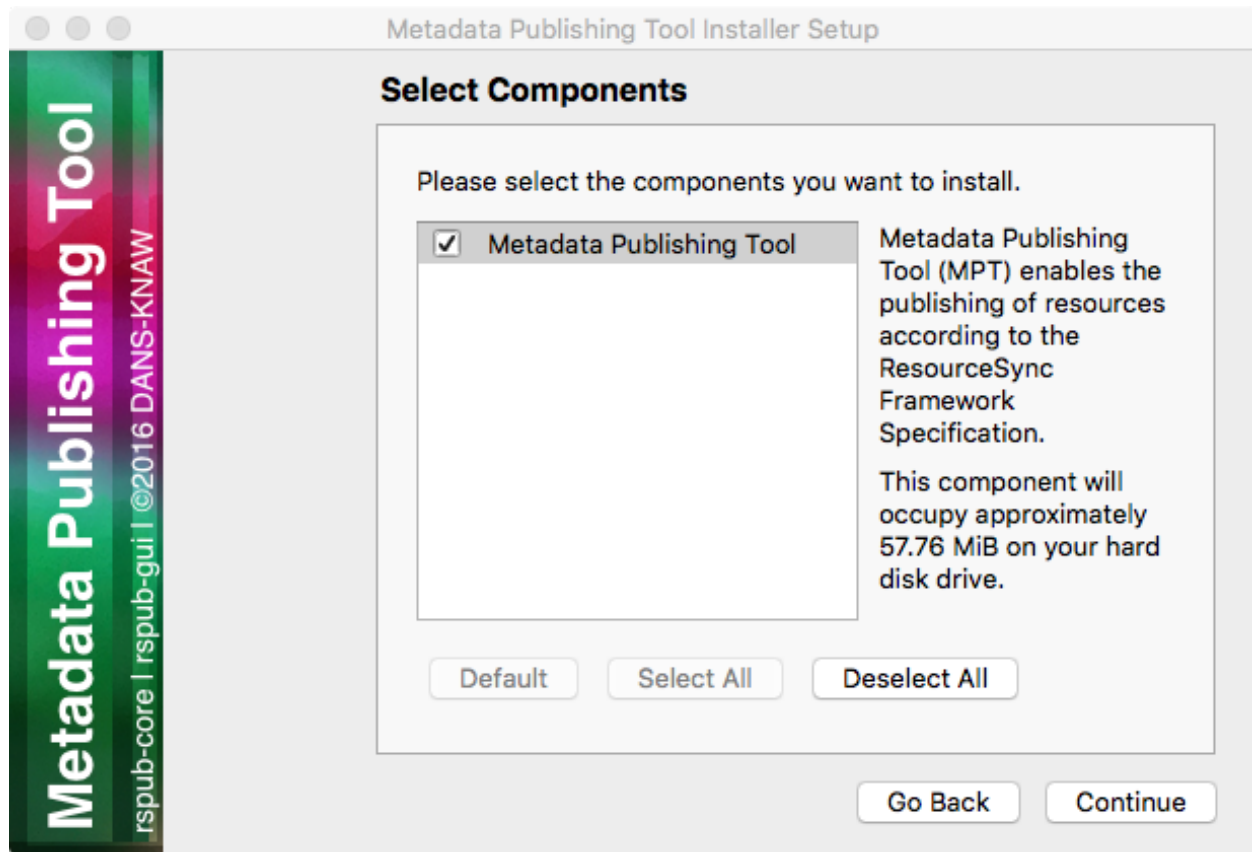 Metadata Publishing Tool Installer Setup
Metadata Publishing Tool
rspub-core | rspub-gui | ©2016 DANS-KNAW
Select Components
Please select the components you want to install.
Metadata Publishing Tool
Metadata Publishing
Tool (MPT) enables the
publishing of resources
according to the
ResourceSync
Framework
Specification.
This component will
occupy approximately
57.76 MiB on your hard
disk drive.
Default
Select All
Deselect All
Go Back
Continue